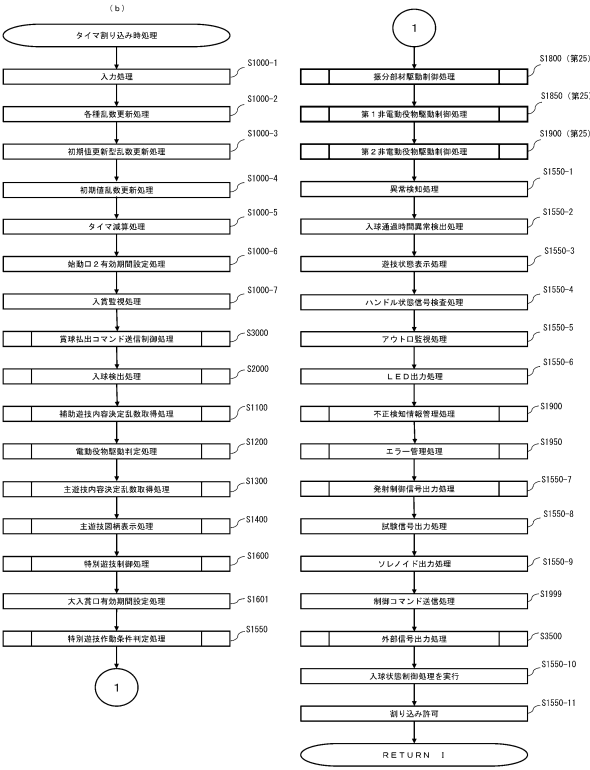 (b)
タイマ割り込み時処理
S1000-1
入力処理
S1000-2
各種乱数更新処理
S1000-3
初期値更新型乱数更新処理
S1000-4
初期値乱数更新処理
S1000-5
タイマ減算処理
S1000-6
始動口2有効期間設定処理
S1000-7
入賞監視処理
S3000
賞球払出コマンド送信制御処理
S2000
入球検出処理
S1100
補助遊技内容決定乱数取得処理
S1200
電動役物駆動判定処理
S1300
主遊技内容決定乱数取得処理
S1400
主遊技図柄表示処理
S1600
特別遊技制御処理
S1601
大入賞口有効期間設定処理
S1550
特別遊技作動条件判定処理
1
1
S1800 (第25)
振分部材駆動制御処理
S1850 (第25)
第1非電動役物駆動制御処理
S1900 (第25)
第2非電動役物駆動制御処理
S1550-1
異常検知処理
S1550-2
入球通過時間異常検出処理
S1550-3
遊技状態表示処理
S1550-4
ハンドル状態信号検査処理
S1550-5
アウトロ監視処理
S1550-6
LED出力処理
S1900
不正検知情報管理処理
S1950
エラー管理処理
S1550-7
発射制御信号出力処理
S1550-8
試験信号出力処理
S1550-9
ソレノイド出力処理
S1999
制御コマンド送信処理
S3500
外部信号出力処理
S1550-10
入球状態制御処理を実行
S1550-11
割り込み許可
RETURN I